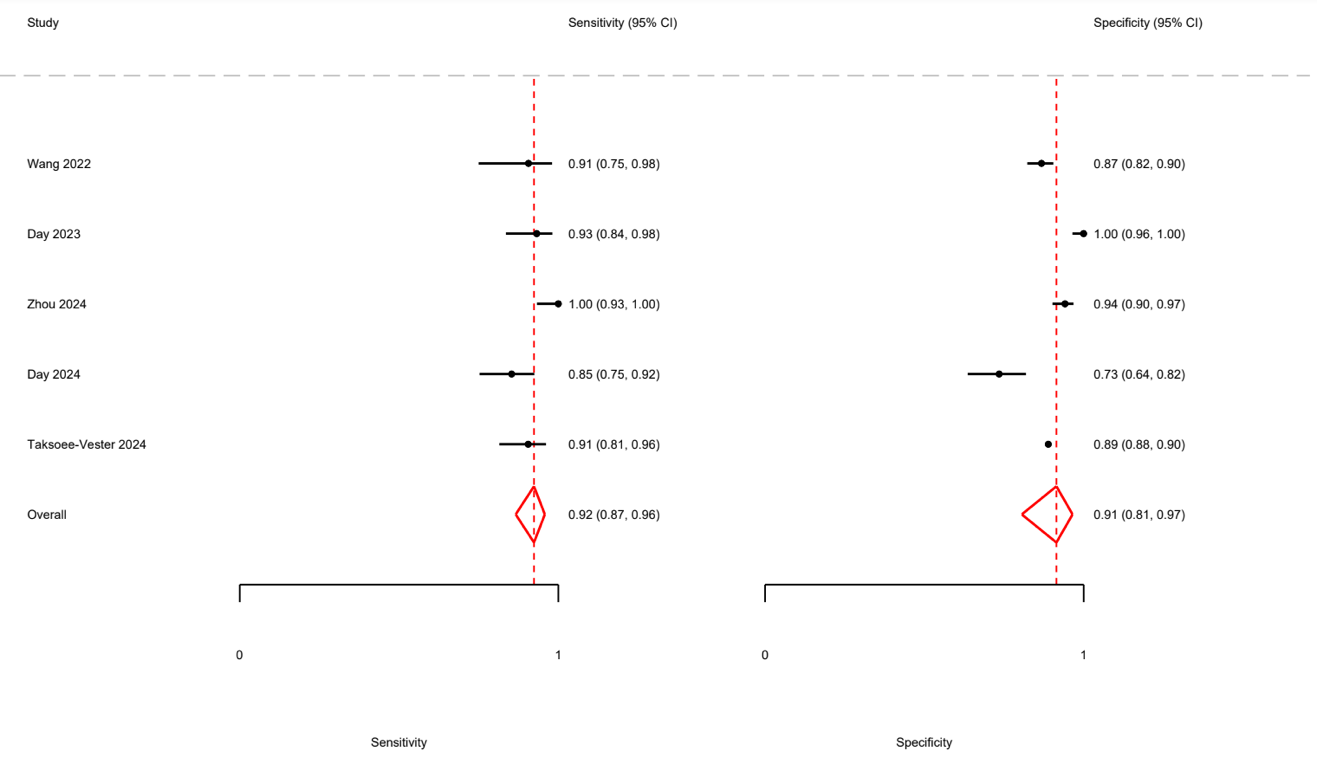 Study Sensitivity (95% CI) Specificity (95% CI)
Wang 2022 0.91 (0.75, 0.98) 0.87 (0.82, 0.90)
Day 2023 0.93 (0.84, 0.98) 1.00 (0.96, 1.00)
Zhou 2024 1.00 (0.93, 1.00) 0.94 (0.90, 0.97)
Day 2024 0.85 (0.75, 0.92) 0.73 (0.64, 0.82)
Taksoee-Vester 2024 0.91 (0.81, 0.96) 0.89 (0.88, 0.90)
Overall 0.92 (0.87, 0.96) 0.91 (0.81, 0.97)
0 1 0 1
Sensitivity Specificity